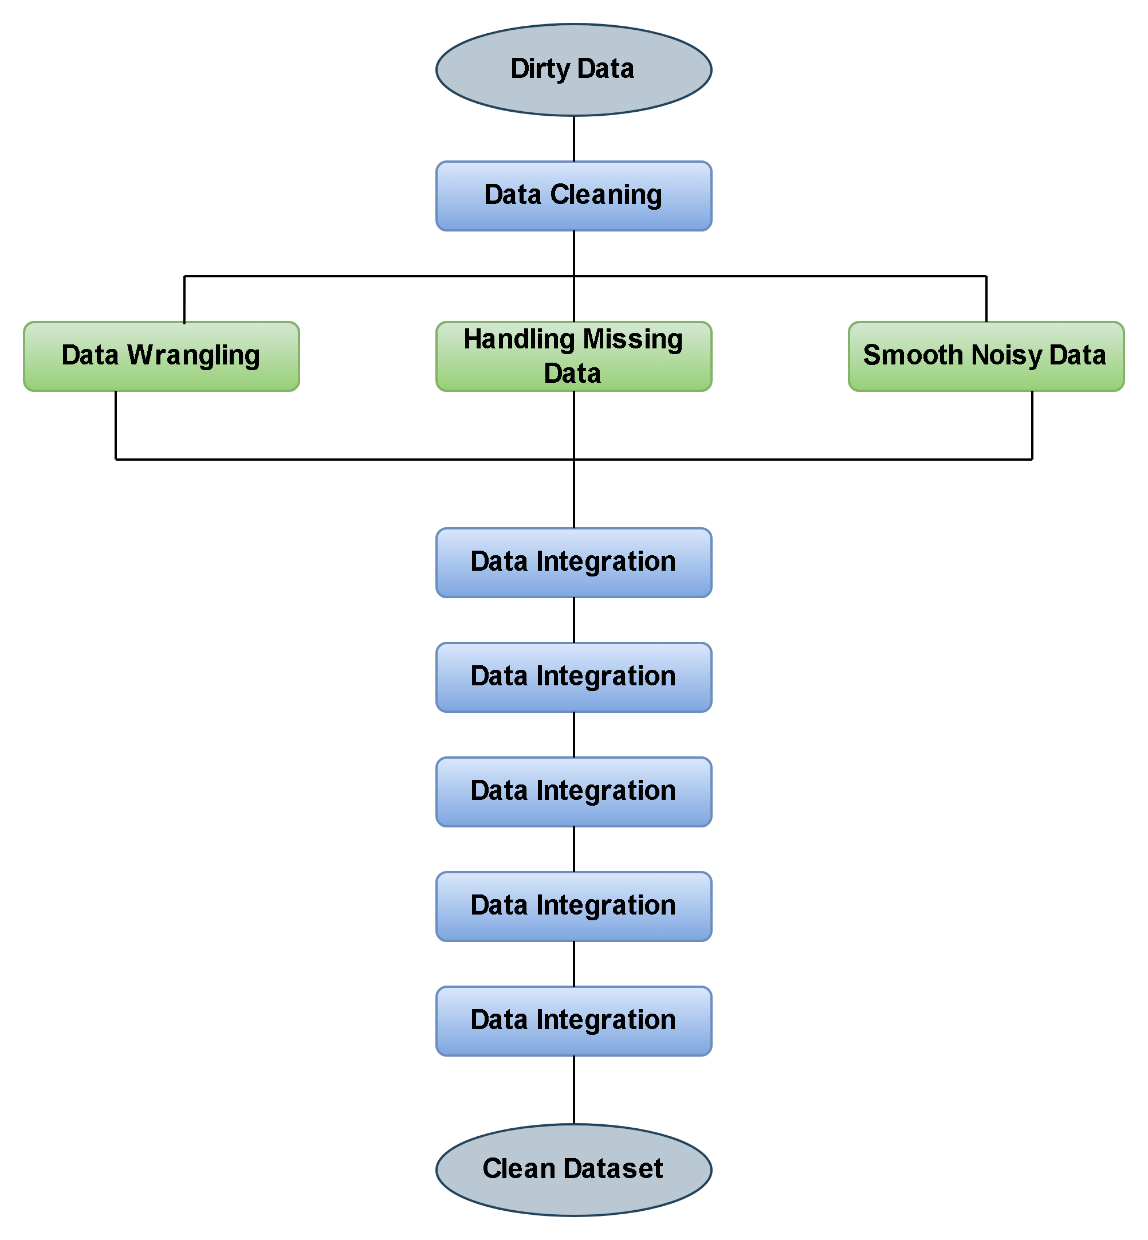 Dirty Data
Data Cleaning
Data Wrangling
Handling Missing
Data
Smooth Noisy Data
Data Integration
Data Integration
Data Integration
Data Integration
Data Integration
Clean Dataset